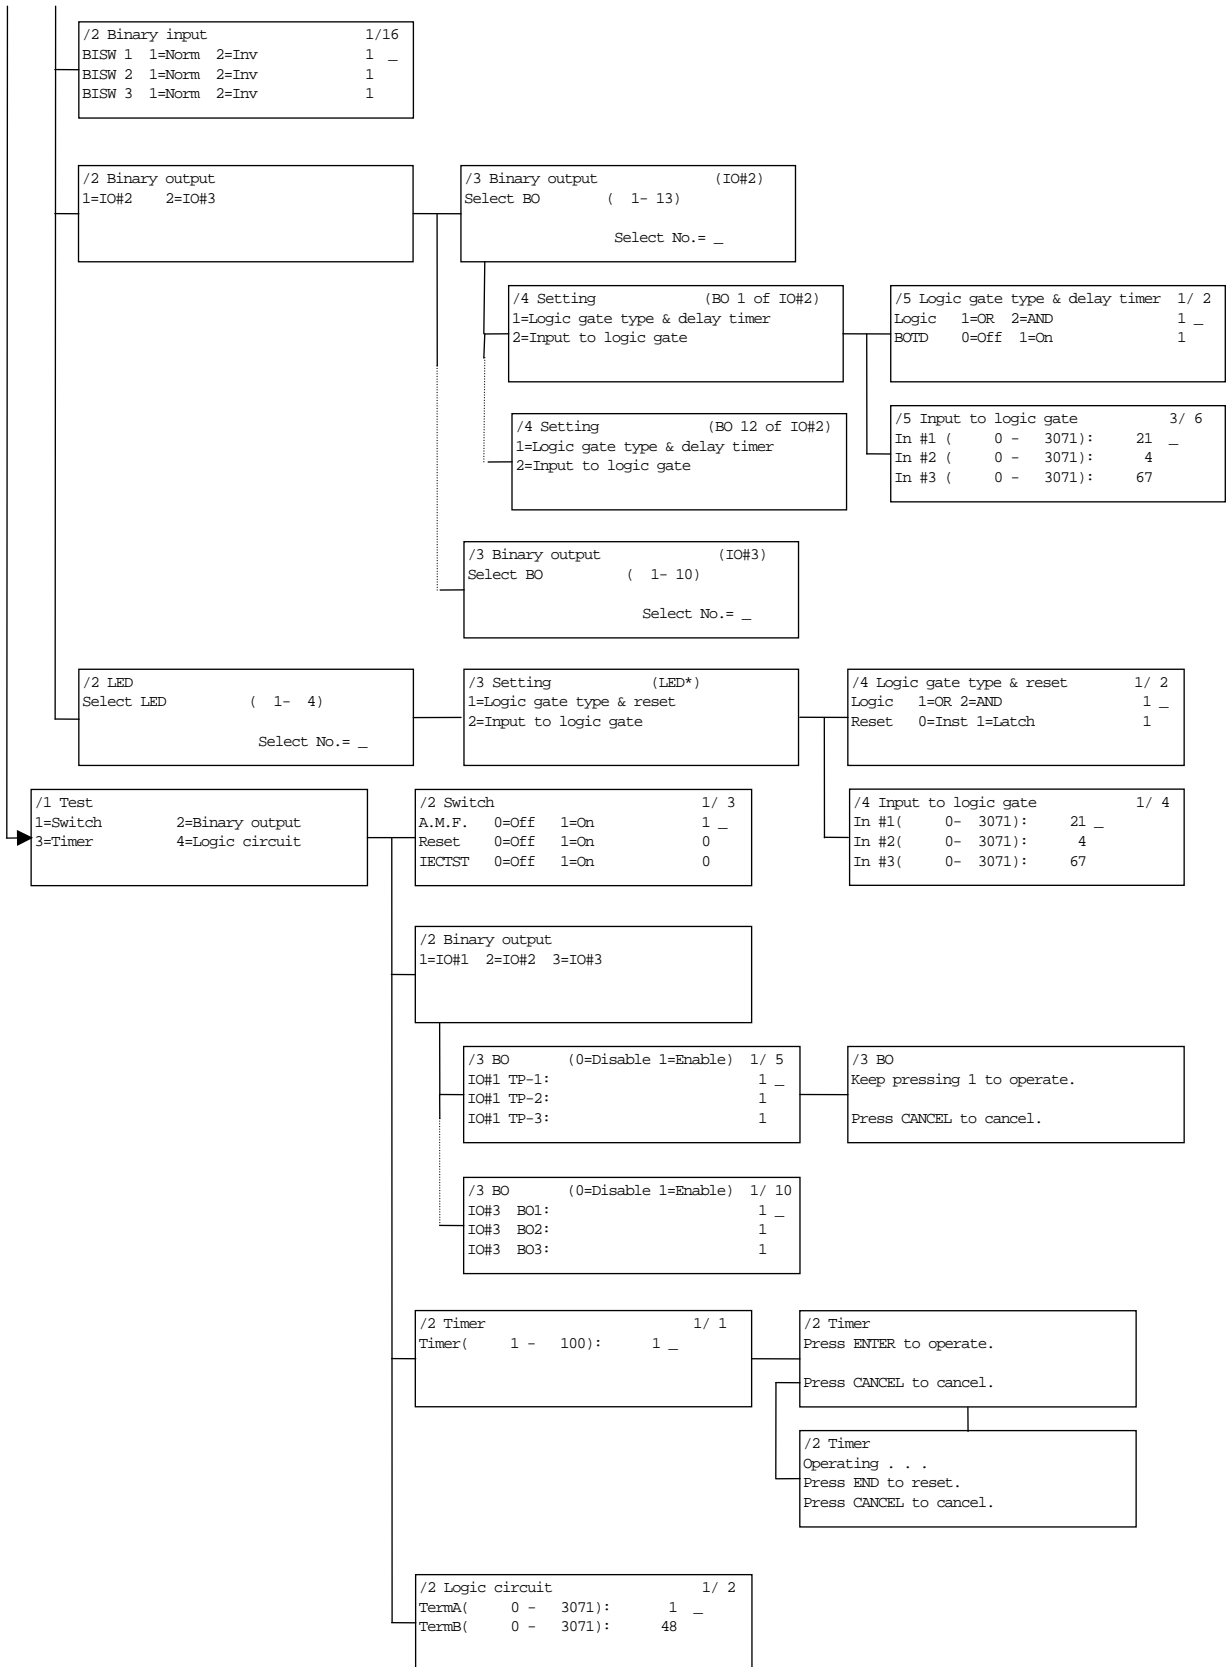 /2 Binary input 1/16
BISW 1 1=Norm 2=Inv 1 _
BISW 2 1=Norm 2=Inv 1
BISW 3 1=Norm 2=Inv 1
/2 Binary output
1=IO#2 2=IO#3
/3 Binary output (IO#2)
Select BO ( 1- 13)
Select No.= _
/4 Setting (BO 1 of IO#2)
1=Logic gate type & delay timer
2=Input to logic gate
/5 Logic gate type & delay timer 1/ 2
Logic 1=OR 2=AND 1 _
BOTD 0=Off 1=On 1
/4 Setting (BO 12 of IO#2)
1=Logic gate type & delay timer
2=Input to logic gate
/5 Input to logic gate 3/ 6
In #1 ( 0 - 3071): 21 _
In #2 ( 0 - 3071): 4
In #3 ( 0 - 3071): 67
/3 Binary output (IO#3)
Select BO ( 1- 10)
Select No.= _
/2 LED
Select LED ( 1- 4)
Select No.= _
/3 Setting (LED*)
1=Logic gate type & reset
2=Input to logic gate
/4 Logic gate type & reset 1/ 2
Logic 1=OR 2=AND 1 _
Reset 0=Inst 1=Latch 1
/1 Test
1=Switch 2=Binary output
3=Timer 4=Logic circuit
/2 Switch 1/ 3
A.M.F. 0=Off 1=On 1 _
Reset 0=Off 1=On 0
IECTST 0=Off 1=On 0
/4 Input to logic gate 1/ 4
In #1( 0- 3071): 21 _
In #2( 0- 3071): 4
In #3( 0- 3071): 67
/2 Binary output
1=IO#1 2=IO#2 3=IO#3
/3 BO (0=Disable 1=Enable) 1/ 5
IO#1 TP-1: 1 _
IO#1 TP-2: 1
IO#1 TP-3: 1
/3 BO
Keep pressing 1 to operate.
Press CANCEL to cancel.
/3 BO (0=Disable 1=Enable) 1/ 10
IO#3 BO1: 1 _
IO#3 BO2: 1
IO#3 BO3: 1
/2 Timer 1/ 1
Timer( 1 - 100): 1 _
/2 Timer
Press ENTER to operate.
Press CANCEL to cancel.
/2 Timer
Operating . . .
Press END to reset.
Press CANCEL to cancel.
/2 Logic circuit 1/ 2
TermA( 0 - 3071): 1 _
TermB( 0 - 3071): 48